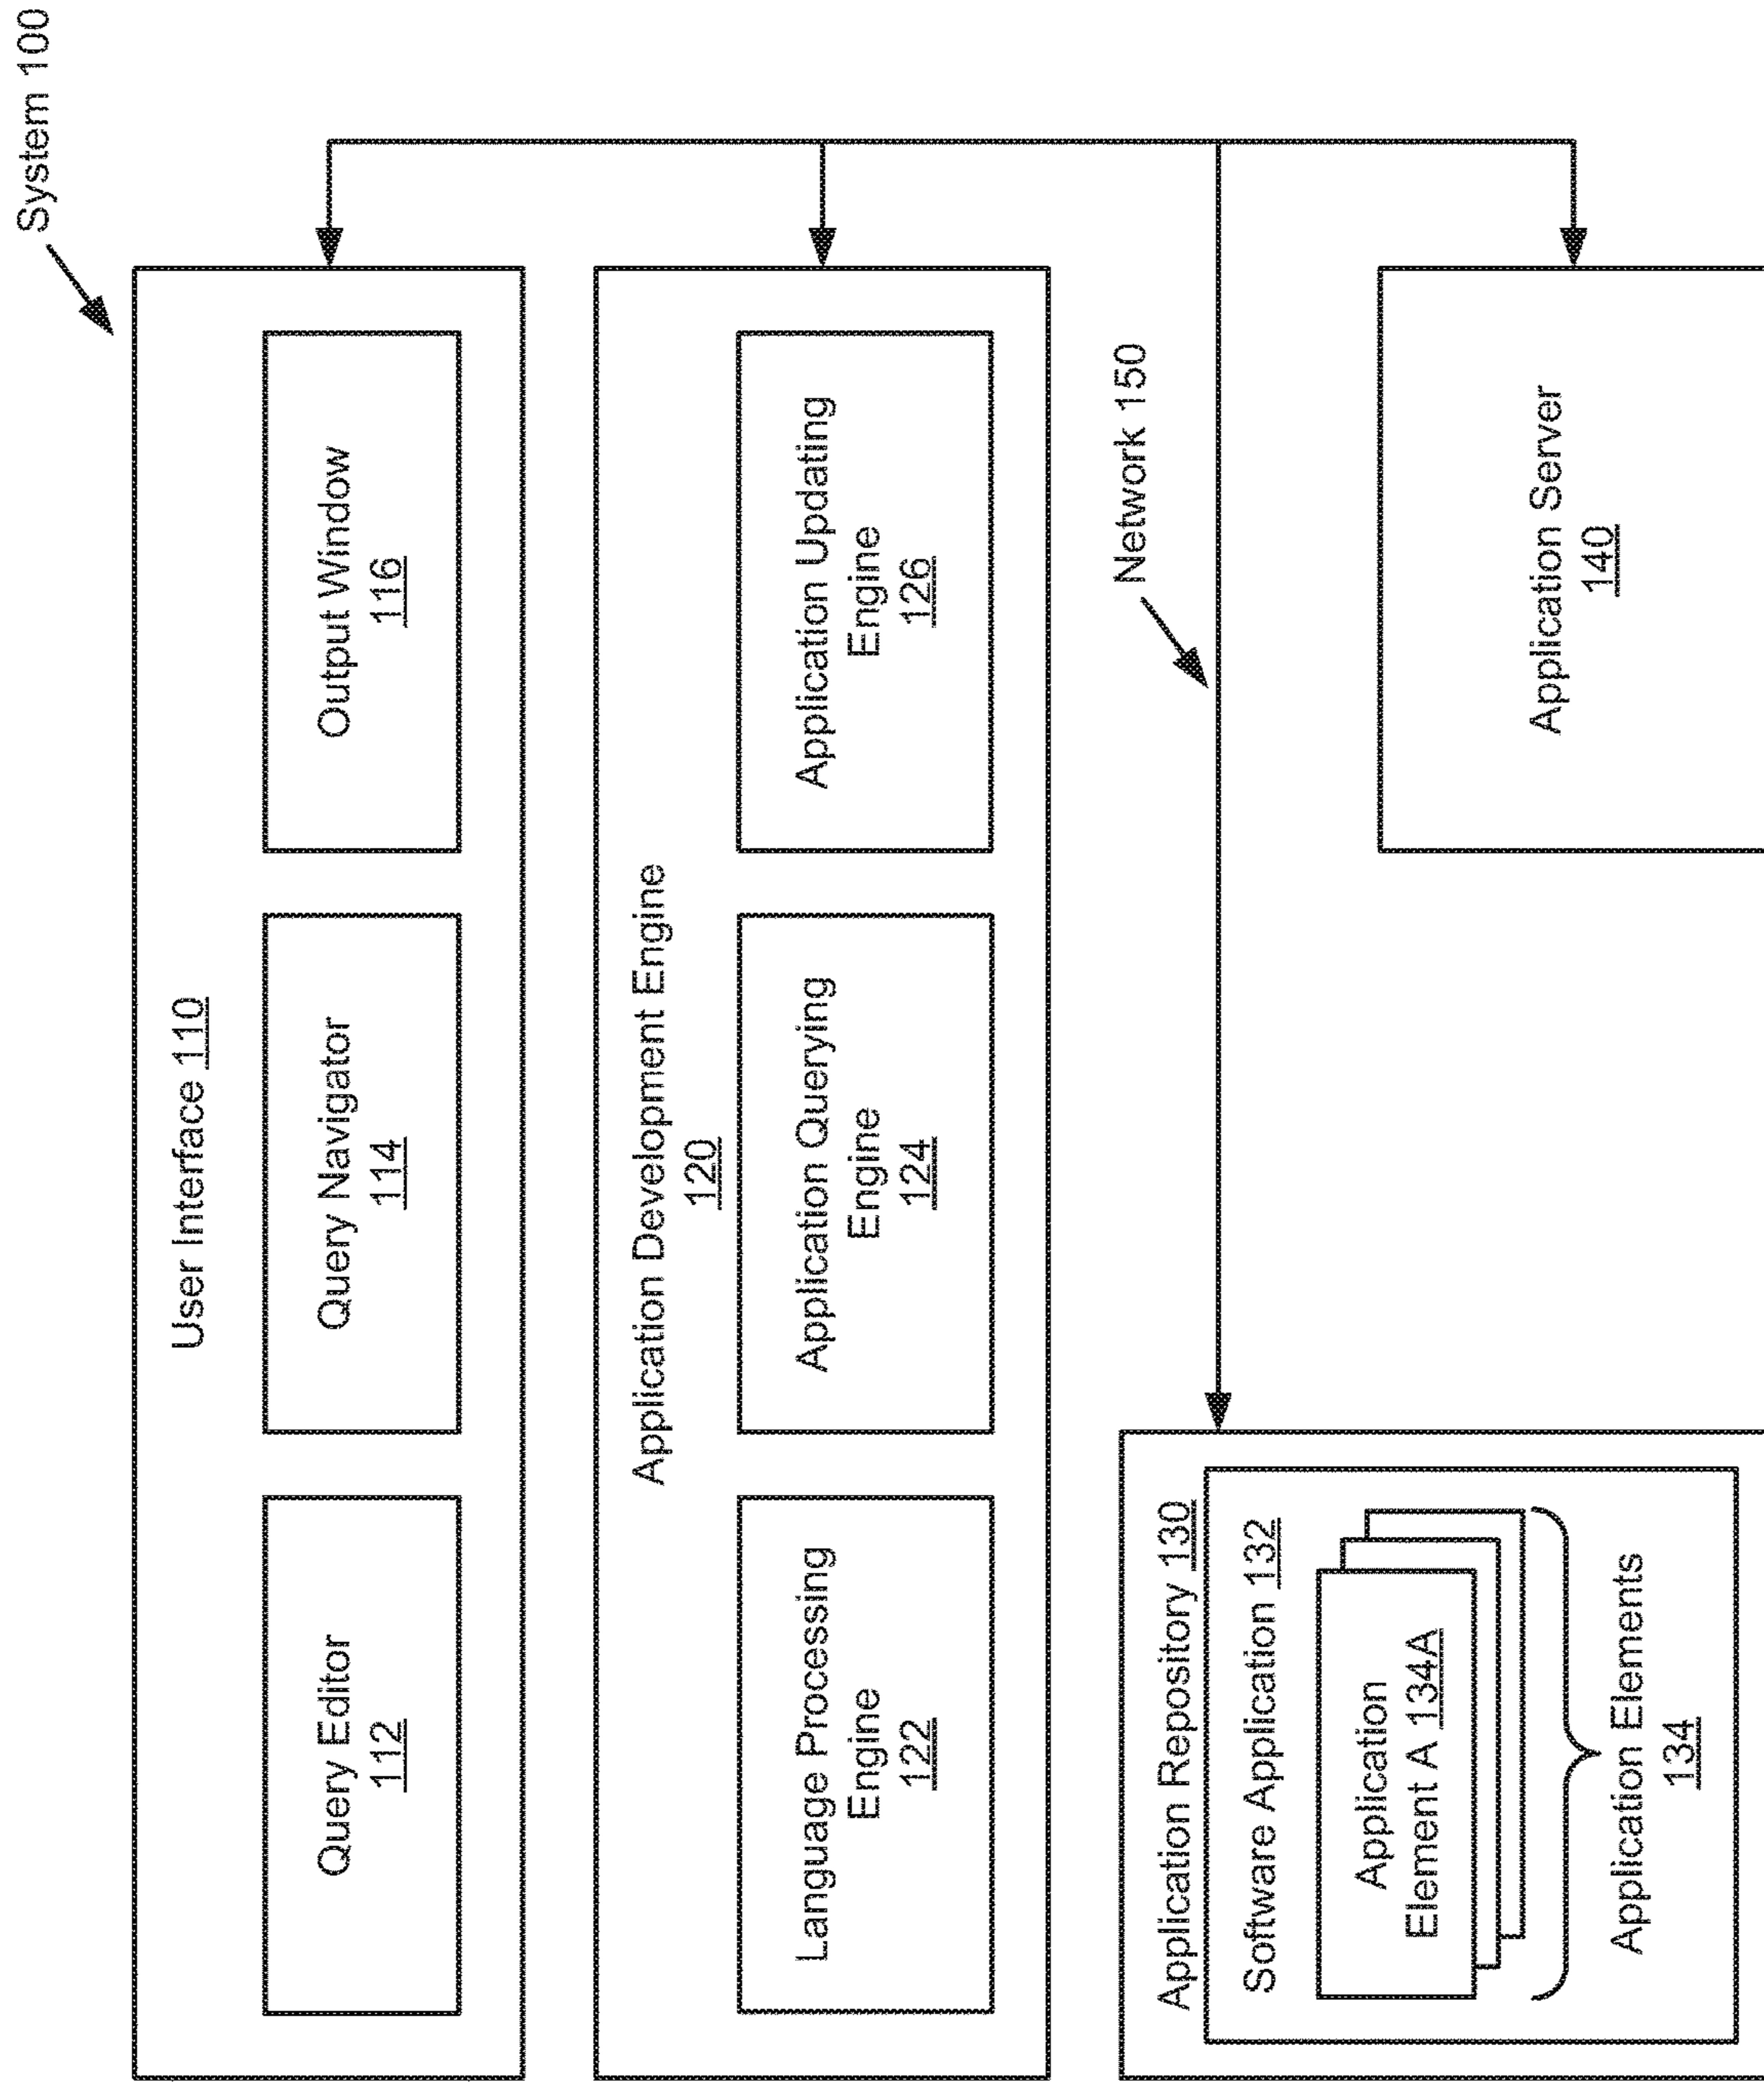 System 100
User Interface 110
Query Editor
112
Query Navigator
114
Output Window
116
Application Development Engine
120
Language Processing
Engine
122
Application Querying
Engine
124
Application Updating
Engine
126
Network 150
Application Repository 130
Software Application 132
Application
Element A 134A
Application Elements
134
Application Server
140